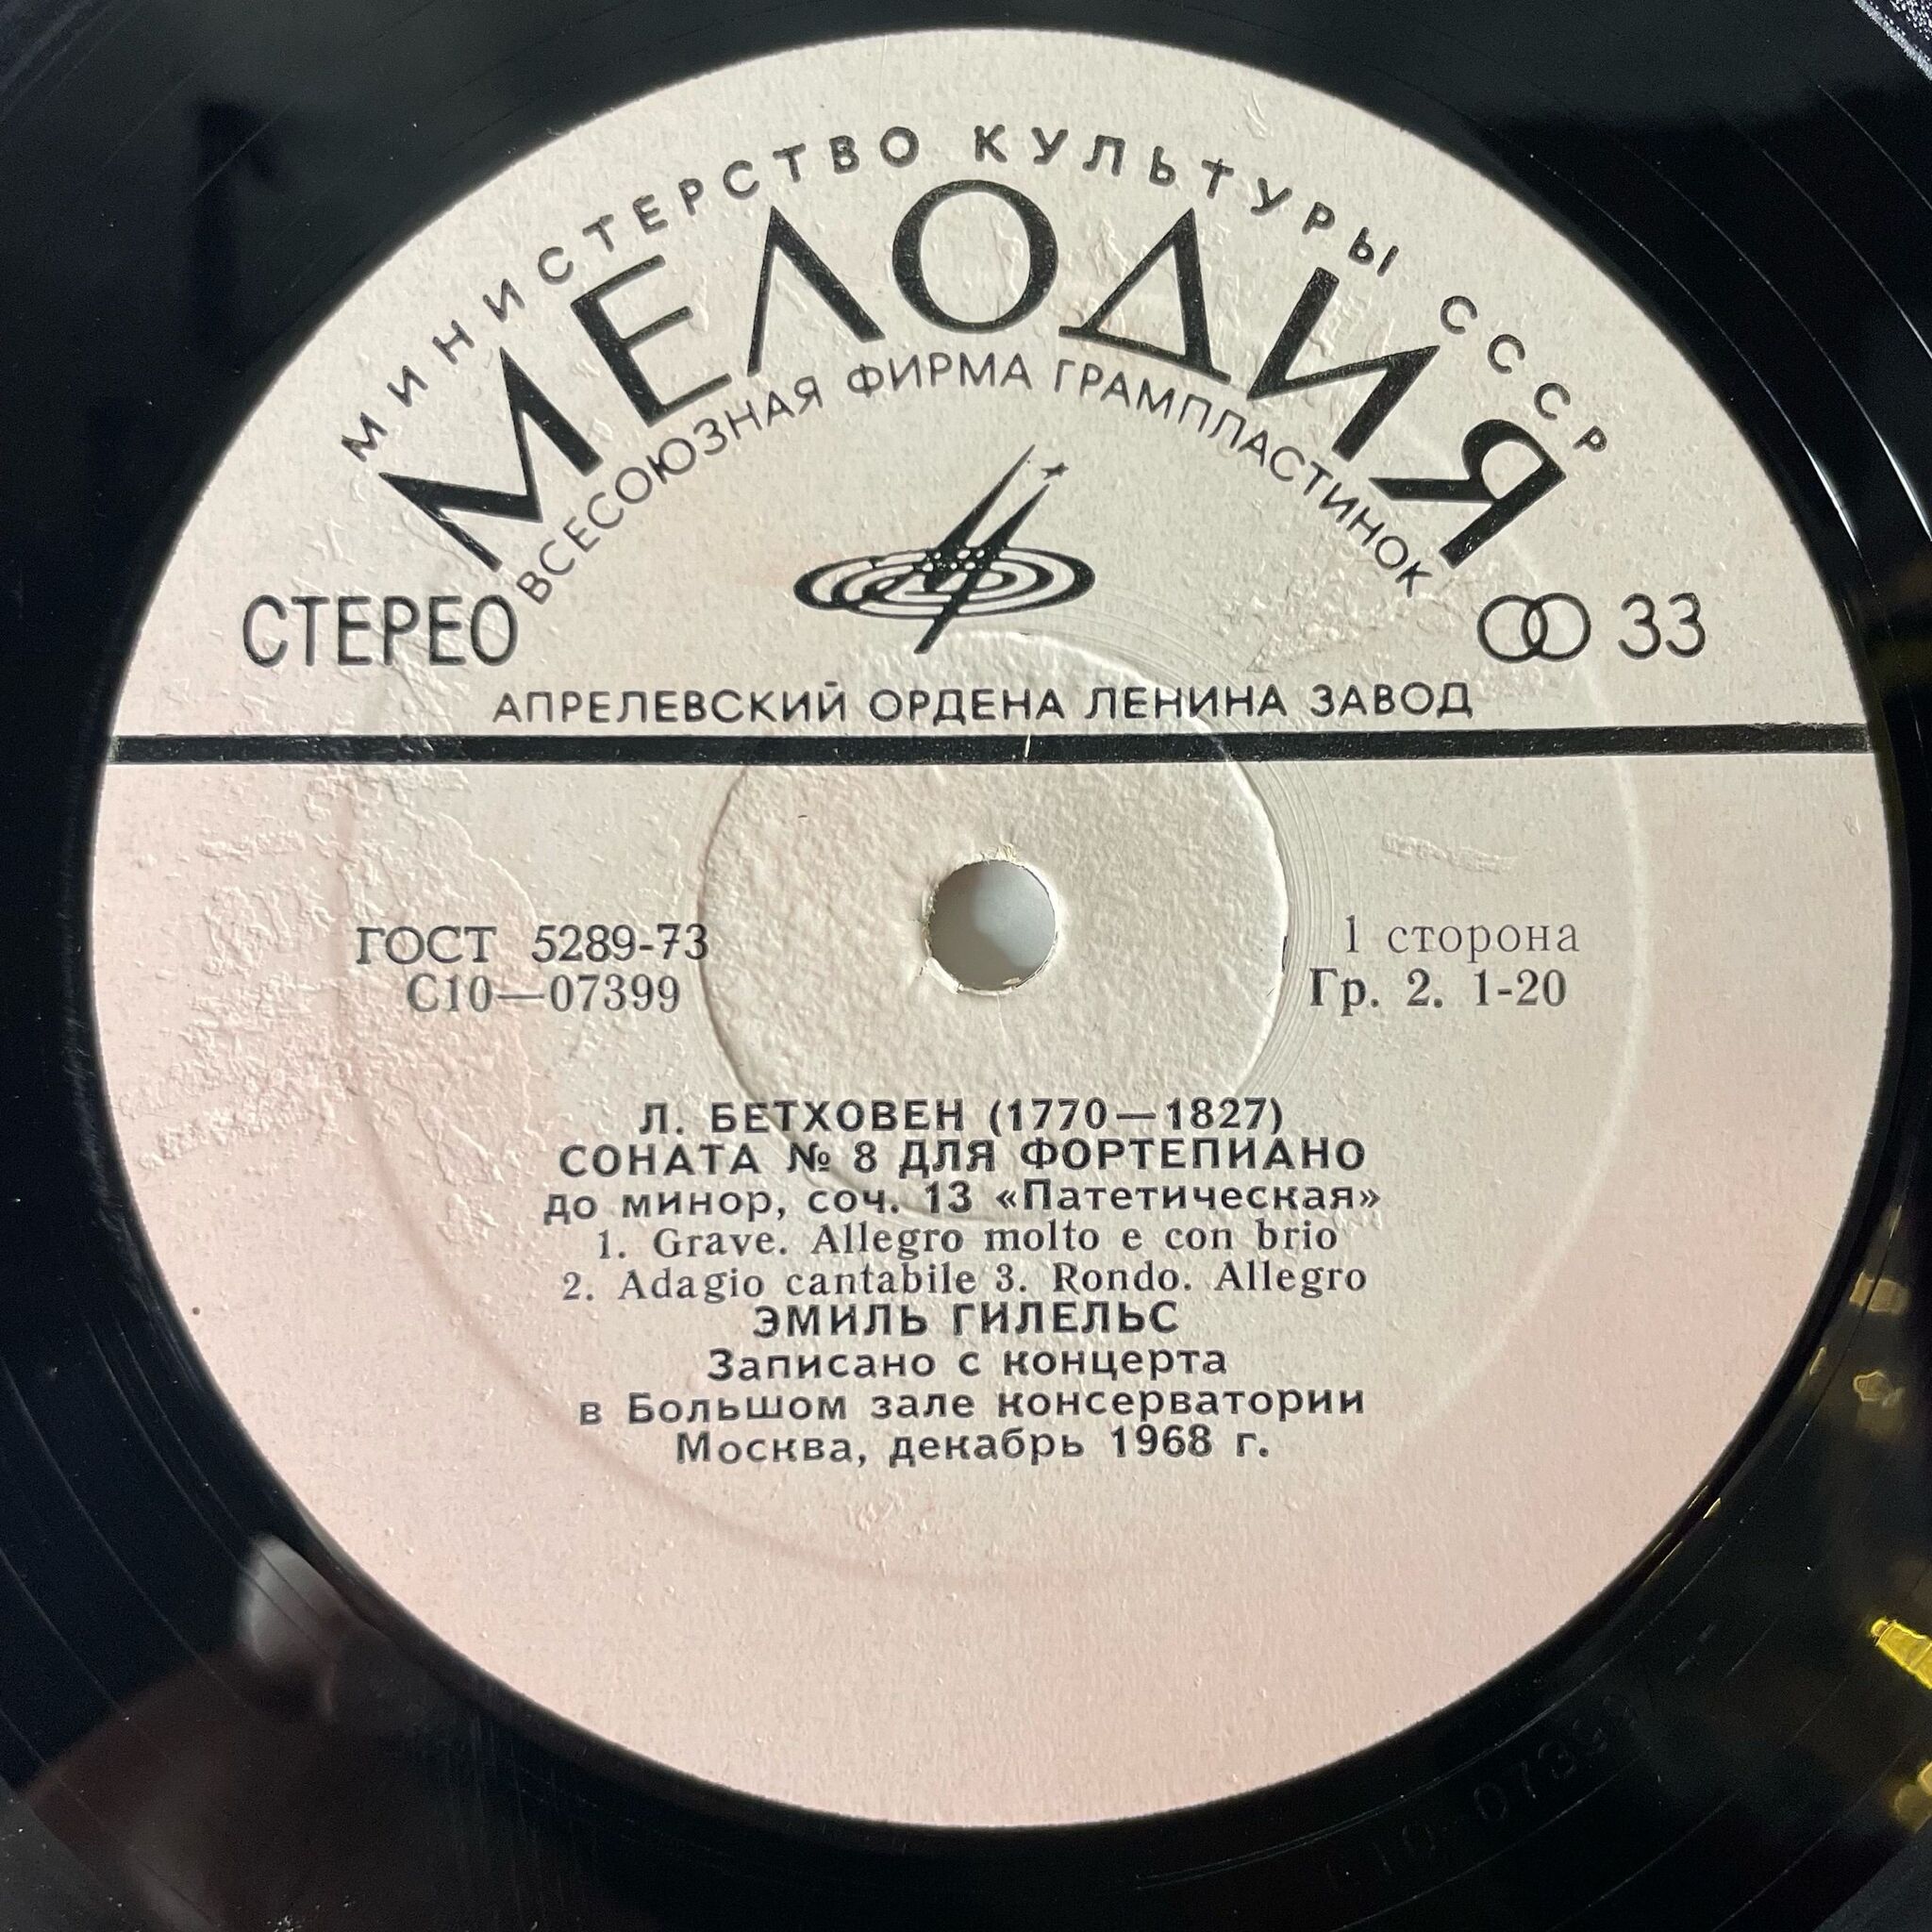 МИНИСТЕРСТВО КУЛЬТУРЫ СССР
МЕЛОДИЯ
ВСЕСОЮЗНАЯ ФИРМА ГРАМПЛАСТИНОК
СТЕРЕО
33
АПРЕЛЕВСКИЙ ОРДЕНА ЛЕНИНА ЗАВОД
ГОСТ 5289-73
С10—07399
1 сторона
Гр. 2. 1-20
Л. БЕТХОВЕН (1770—1827)
СОНАТА № 8 ДЛЯ ФОРТЕПИАНО
до минор, соч. 13 «Патетическая»
1. Grave. Allegro molto e con brio
2. Adagio cantabile 3. Rondo. Allegro
ЭМИЛЬ ГИЛЕЛЬС
Записано с концерта
в Большом зале консерватории
Москва, декабрь 1968 г.